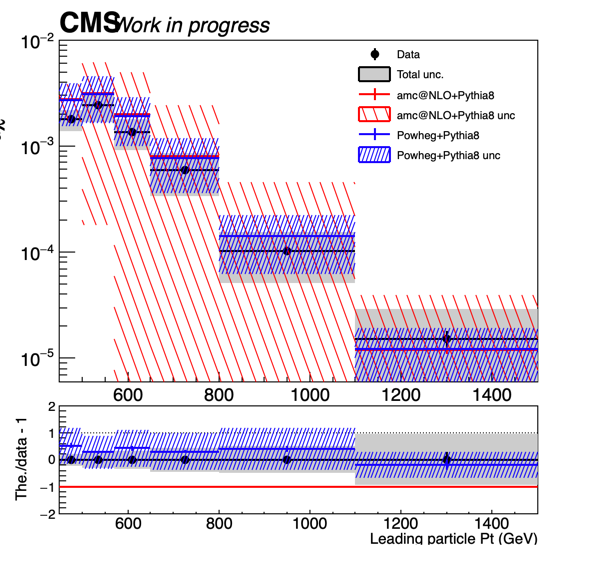 CMS Work in progress
10−2
10−3
10−4
10−5
Data
Total unc.
amc@NLO+Pythia8
amc@NLO+Pythia8 unc
Powheg+Pythia8
Powheg+Pythia8 unc
600 800 1000 1200 1400
The./data - 1
2
1
0
−1
−2
600 800 1000 1200 1400
Leading particle Pt (GeV)